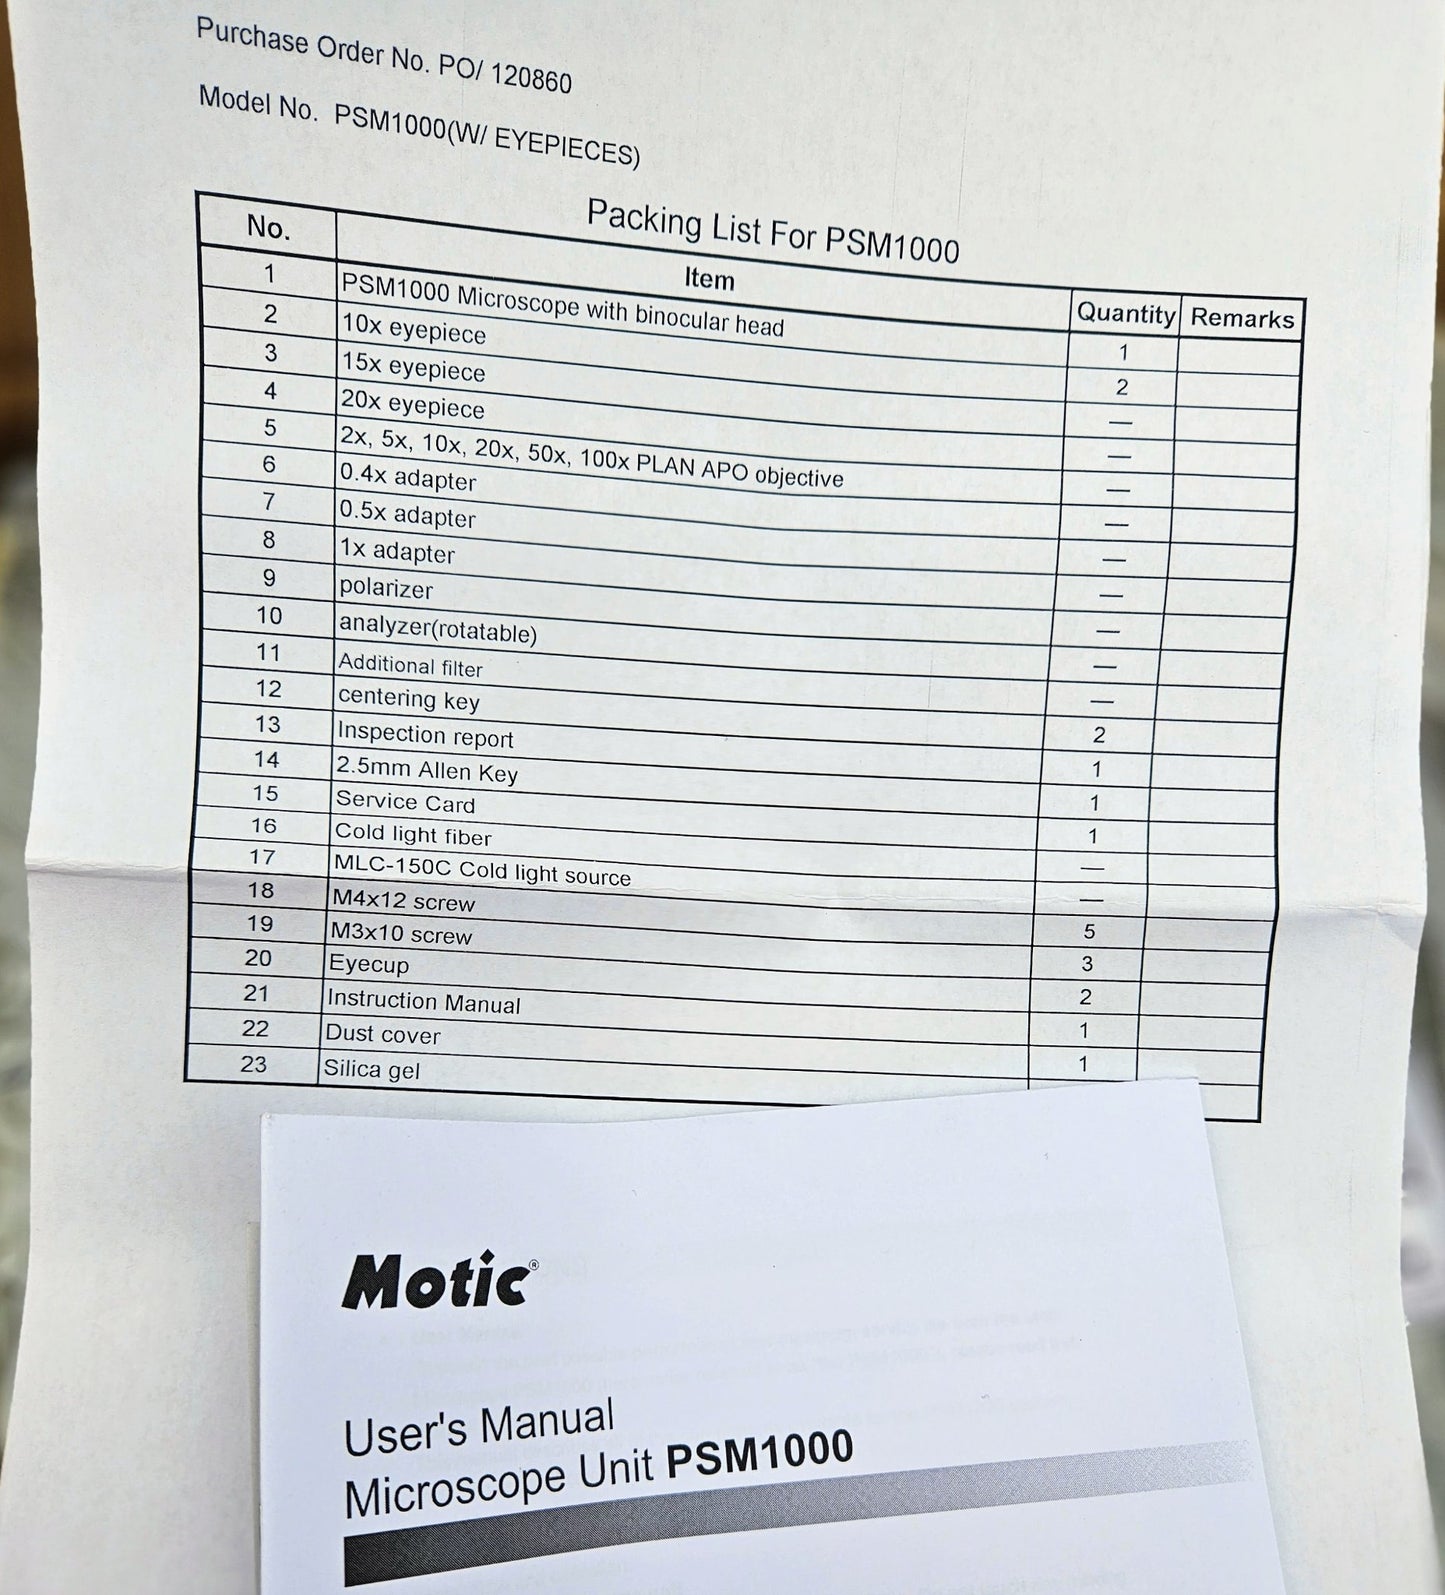 Purchase Order No. PO/ 120860
Model No. PSM1000(W/ EYEPIECES)
Packing List For PSM1000
No. Item Quantity Remarks
1 PSM1000 Microscope with binocular head 1
2 10x eyepiece 2
3 15x eyepiece —
4 20x eyepiece —
5 2x, 5x, 10x, 20x, 50x, 100x PLAN APO objective —
6 0.4x adapter —
7 0.5x adapter —
8 1x adapter —
9 polarizer —
10 analyzer(rotatable) —
11 Additional filter —
12 centering key 2
13 Inspection report 1
14 2.5mm Allen Key 1
15 Service Card 1
16 Cold light fiber —
17 MLC-150C Cold light source —
18 M4x12 screw 5
19 M3x10 screw 3
20 Eyecup 2
21 Instruction Manual 1
22 Dust cover 1
23 Silica gel
Motic®
User's Manual
Microscope Unit PSM1000